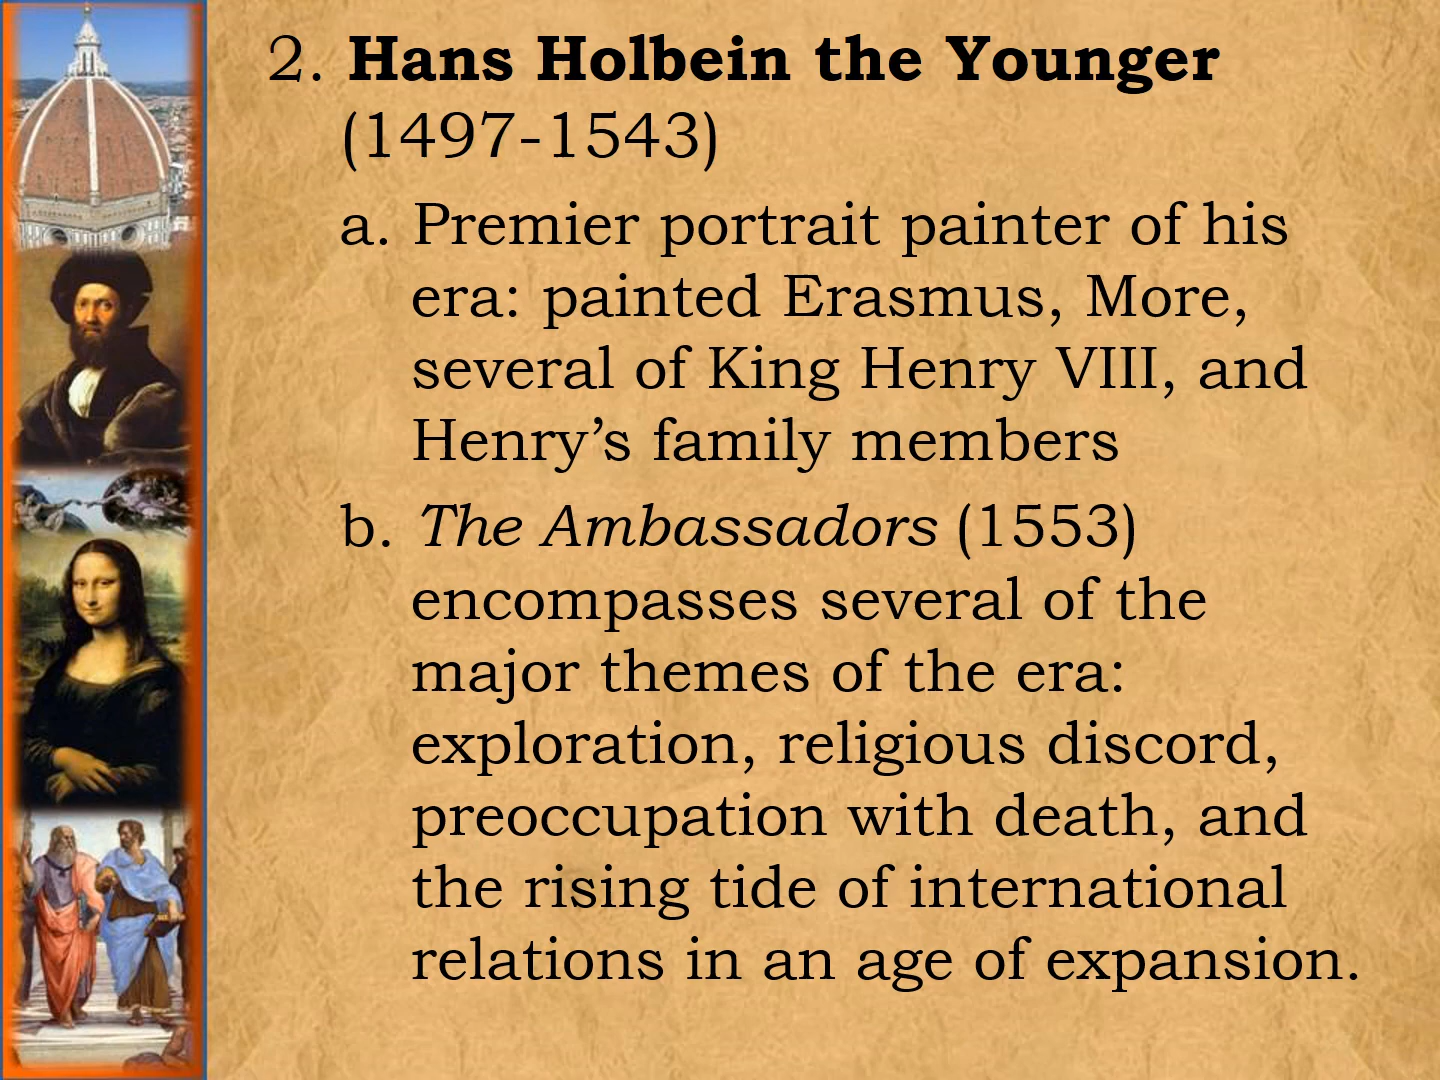 2. Hans Holbein the Younger
(1497-1543)
a. Premier portrait painter of his
era: painted Erasmus, More,
several of King Henry VIII, and
Henry’s family members
b. The Ambassadors (1553)
encompasses several of the
major themes of the era:
exploration, religious discord,
preoccupation with death, and
the rising tide of international
relations in an age of expansion.